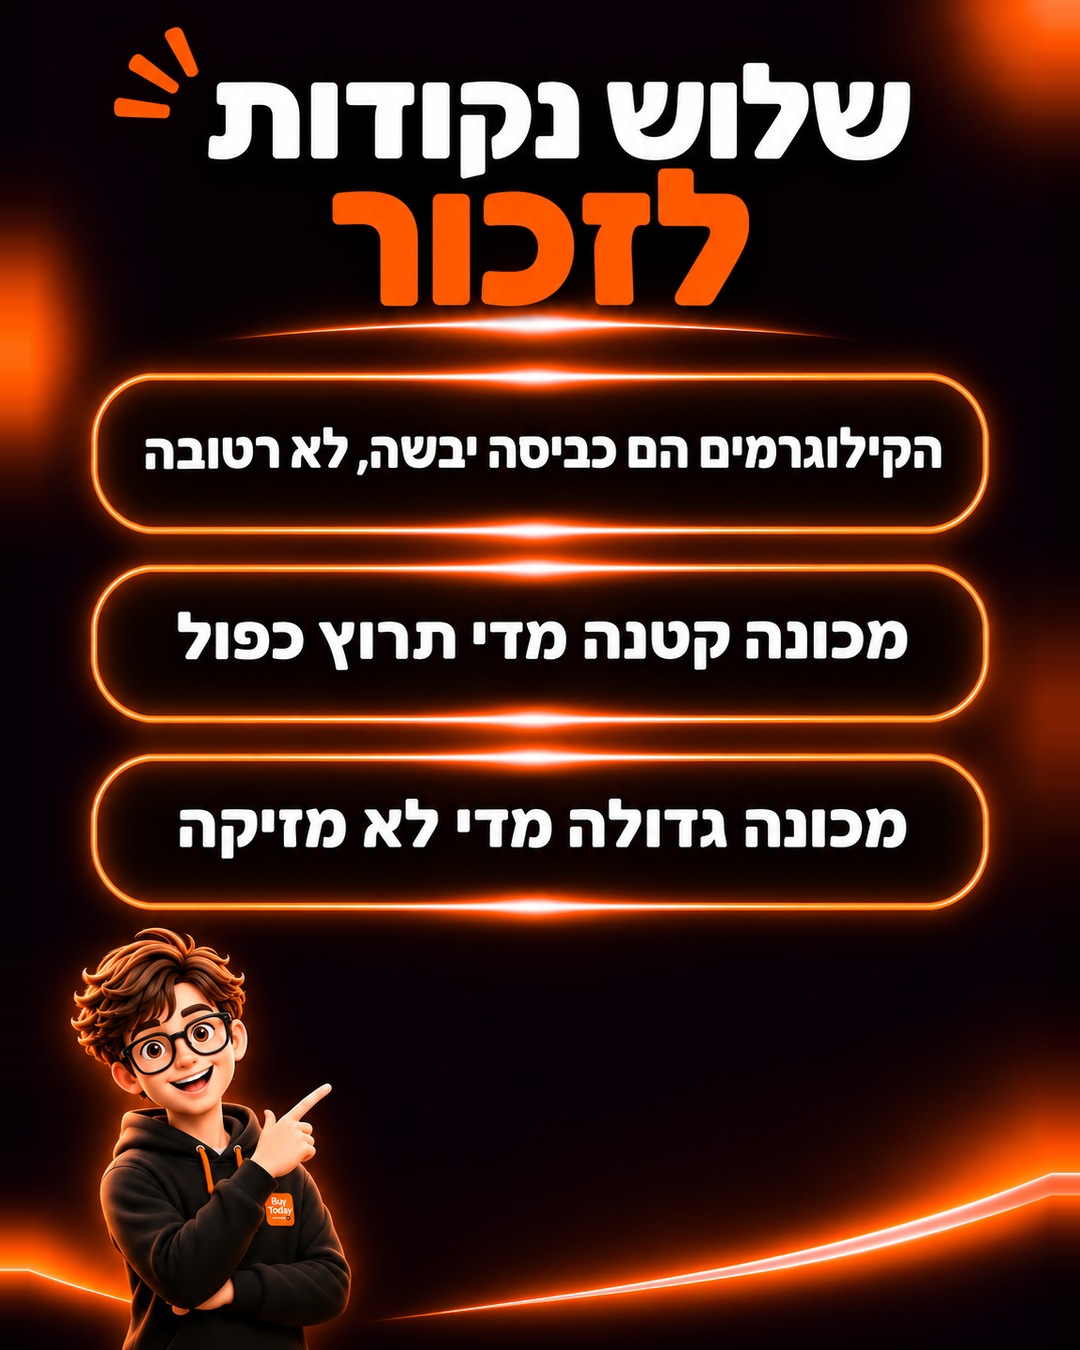 שלוש נקודות
לזכור
הקילוגרמים הם כביסה יבשה, לא רטובה
מכונה קטנה מדי תרוץ כפול
מכונה גדולה מדי לא מזיקה
Buy
Today